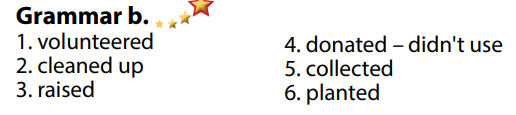 Grammar b.
1. volunteered
2. cleaned up
3. raised
4. donated – didn't use
5. collected
6. planted